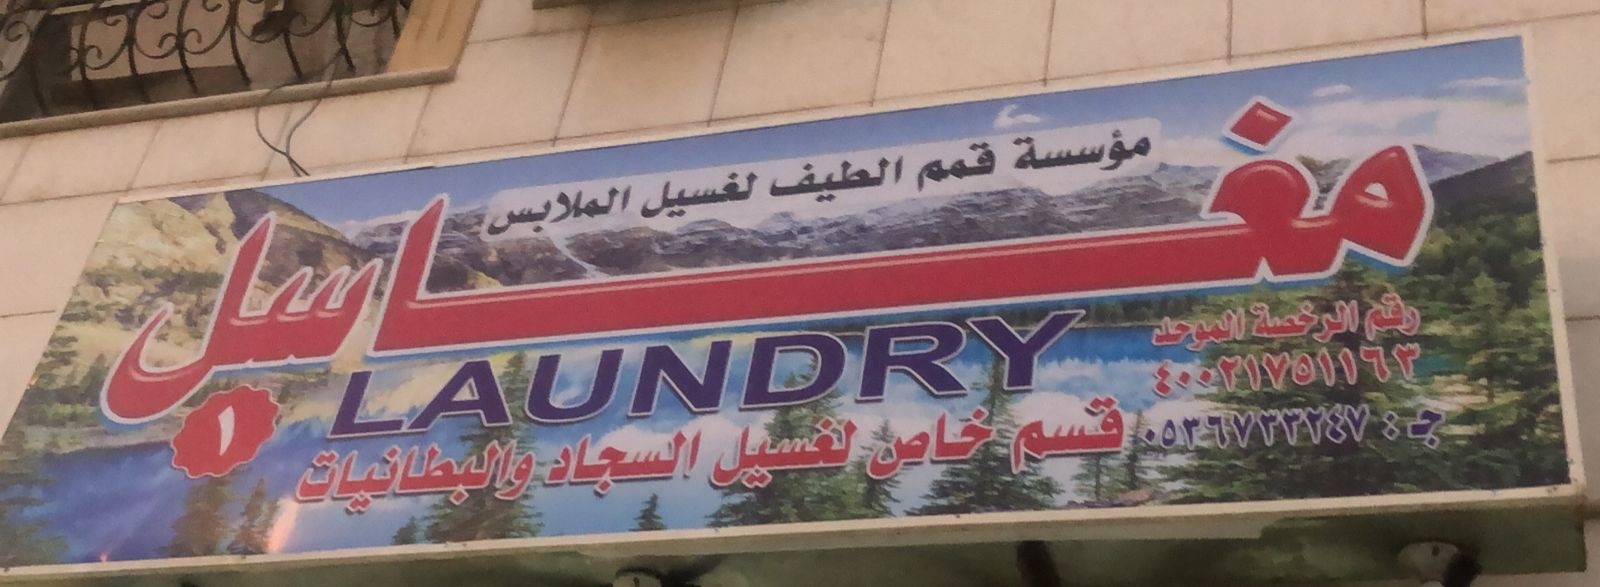 مؤسسة قمم الطيف لغسيل الملابس
مغاسل
١
LAUNDRY
رقم الرخصة الموحد
٤٠٠٢١٧٥١١٦٣
ج: ٠٥٣٦٧٣٣٢٤٧
قسم خاص لغسيل السجاد والبطانيات